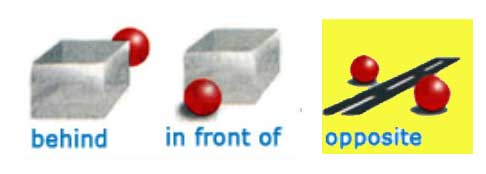 behind
in front of
opposite